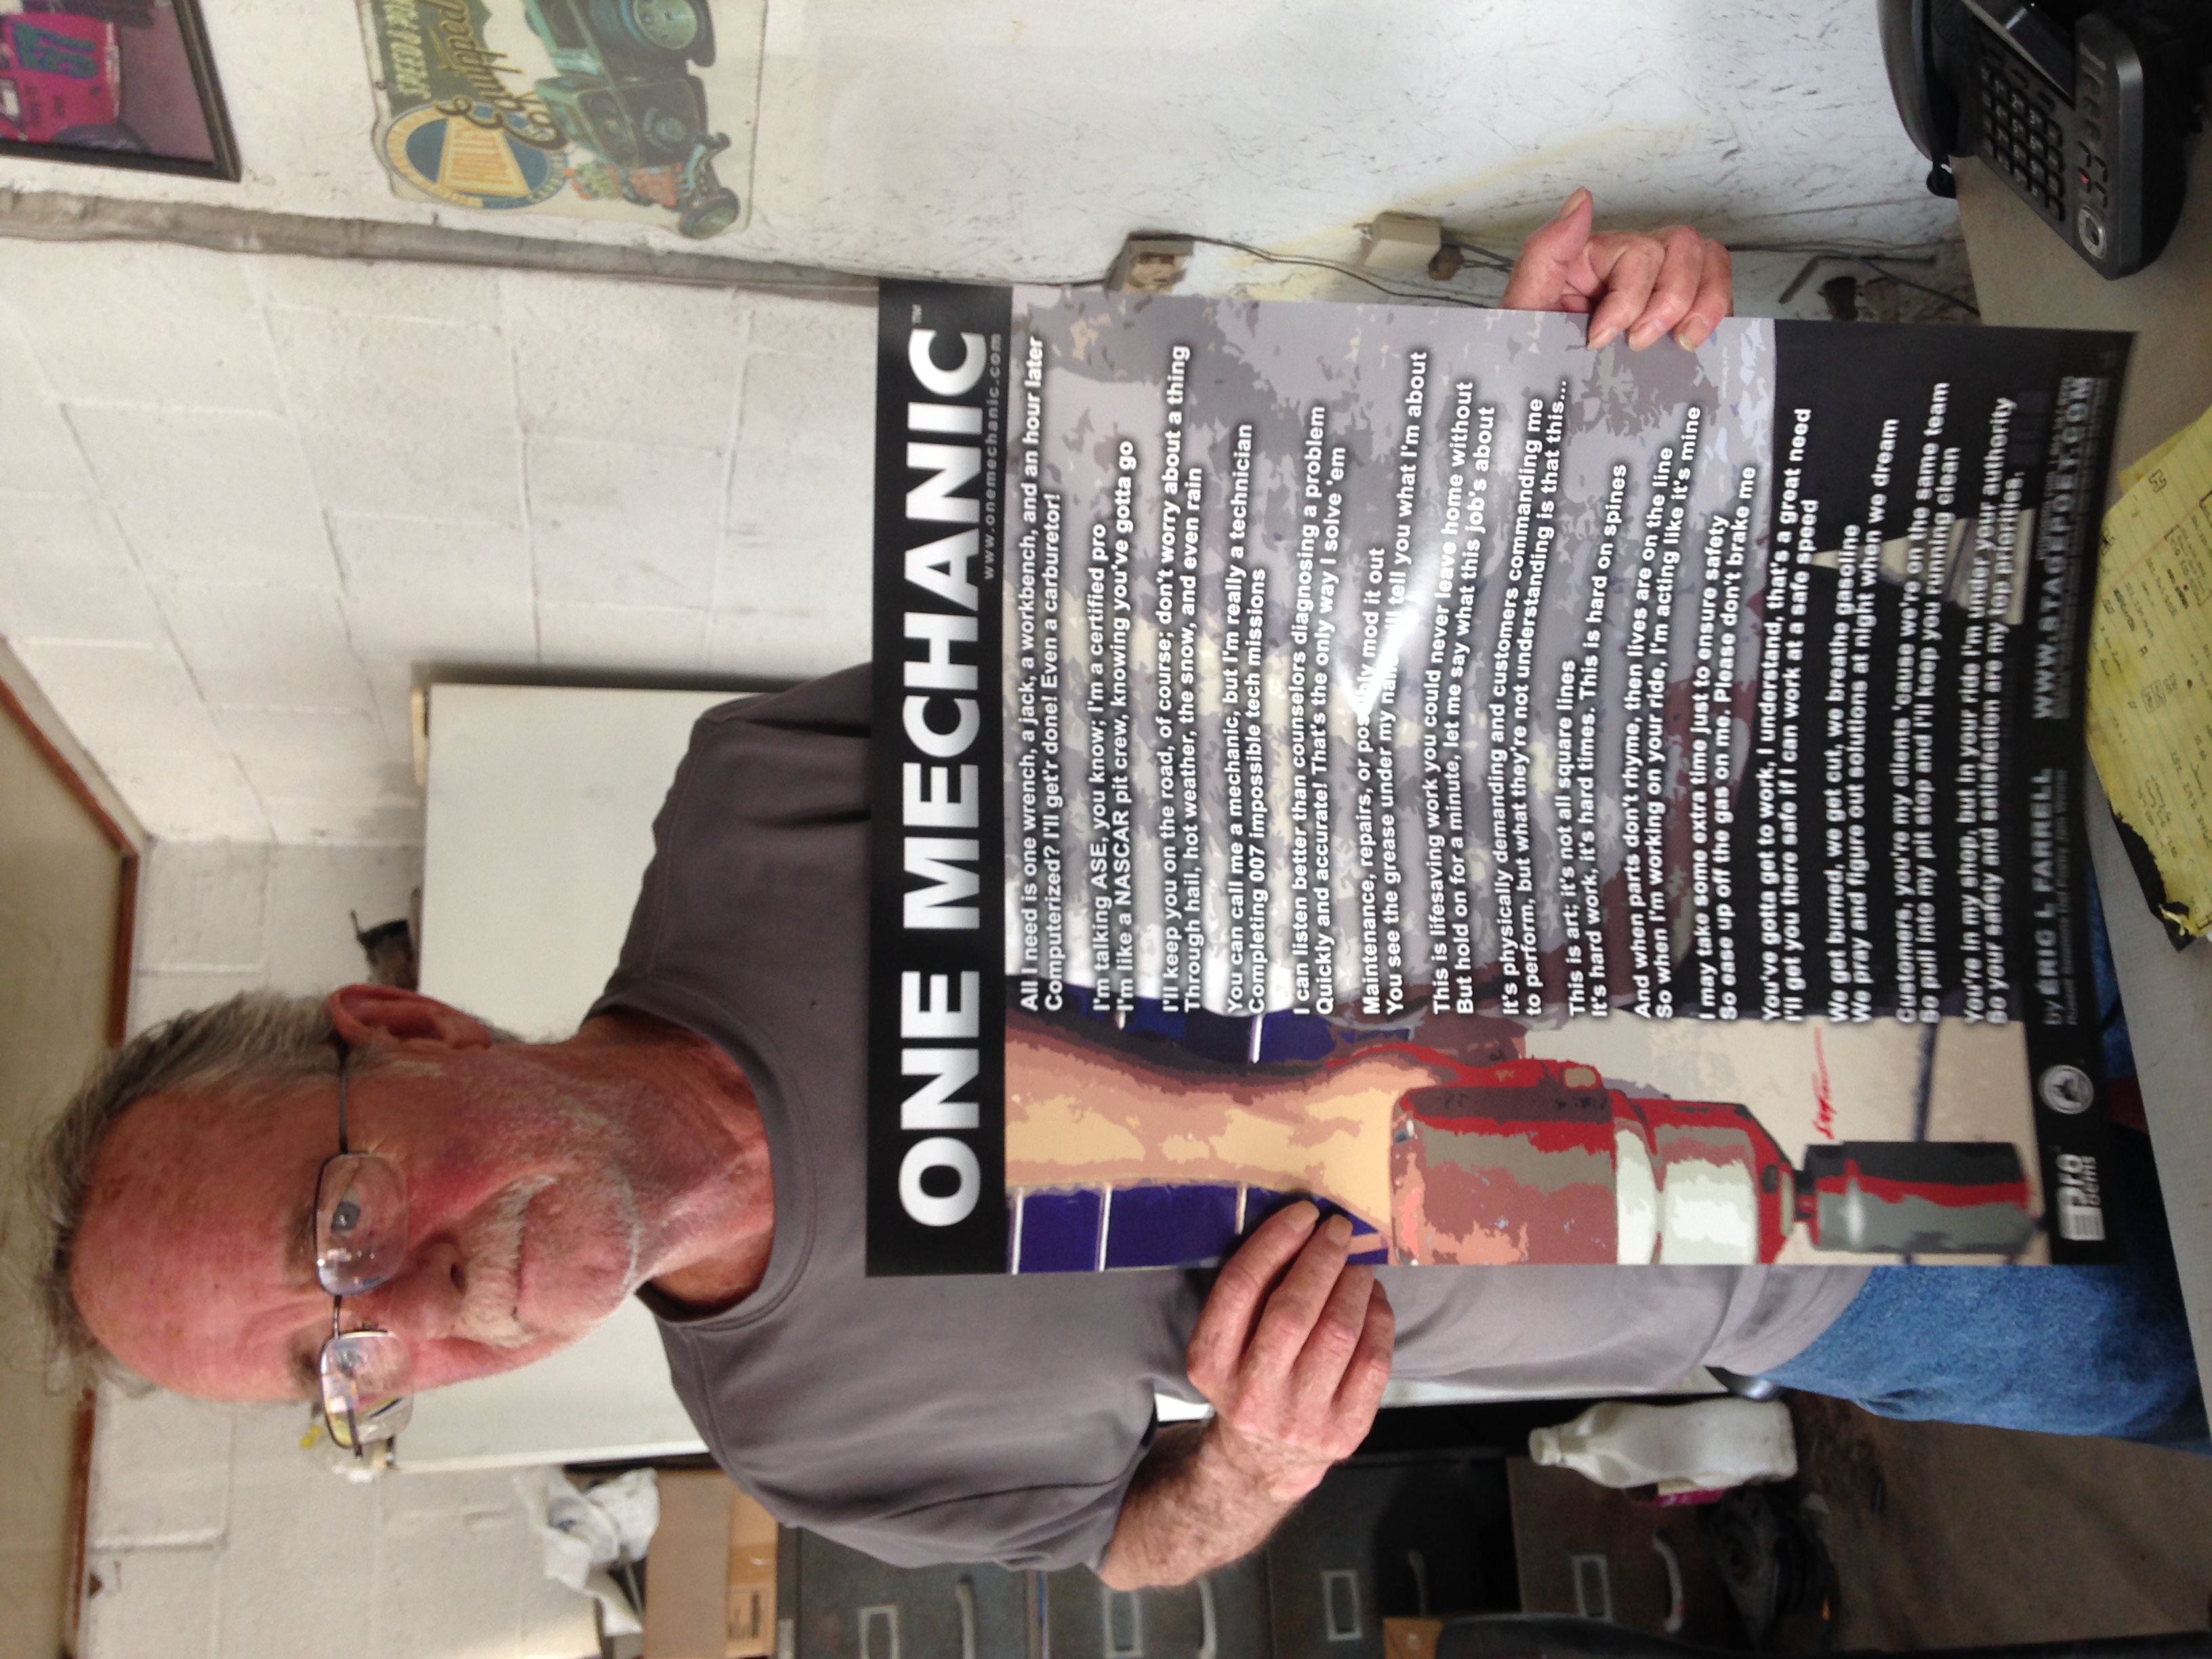 ONE MECHANIC™
www.onemechanic.com
All I need is one wrench, a jack, a workbench, and an hour later
Computerized? I'll get'r done! Even a carburetor!
I'm talking ASE, you know; I'm a certified pro
I'm like a NASCAR pit crew, knowing you've gotta go
I'll keep you on the road, of course; don't worry about a thing
Through hail, hot weather, the snow, and even rain
You can call me a mechanic, but I'm really a technician
Completing 007 impossible tech missions
I can listen better than counselors diagnosing a problem
Quickly and accurate! That's the only way I solve 'em
Maintenance, repairs, or possibly mod it out
You see the grease under my nails tell you what I'm about
This is lifesaving work you could never leave home without
But hold on for a minute, let me say what this job's about
It's physically demanding and customers commanding me
to perform, but what they're not understanding is that this...
This is art; it's not all square lines
It's hard work, it's hard times. This is hard on spines
And when parts don't rhyme, then lives are on the line
So when I'm working on your ride, I'm acting like it's mine
I may take some extra time just to ensure safety
So ease up off the gas on me. Please don't brake me
You've gotta get to work, I understand, that's a great need
I'll get you there safe if I can work at a safe speed
We get burned, we get cut, we breathe gasoline
We pray and figure out solutions at night when we dream
Customers, you're my clients 'cause we're on the same team
So pull into my pit stop and I'll keep you running clean
You're in my shop, but in your ride I'm under your authority
So your safety and satisfaction are my top priorities.
by ERIC L FARRELL
WWW.STAGEPOET.COM
SPEED & P
Equipped
57